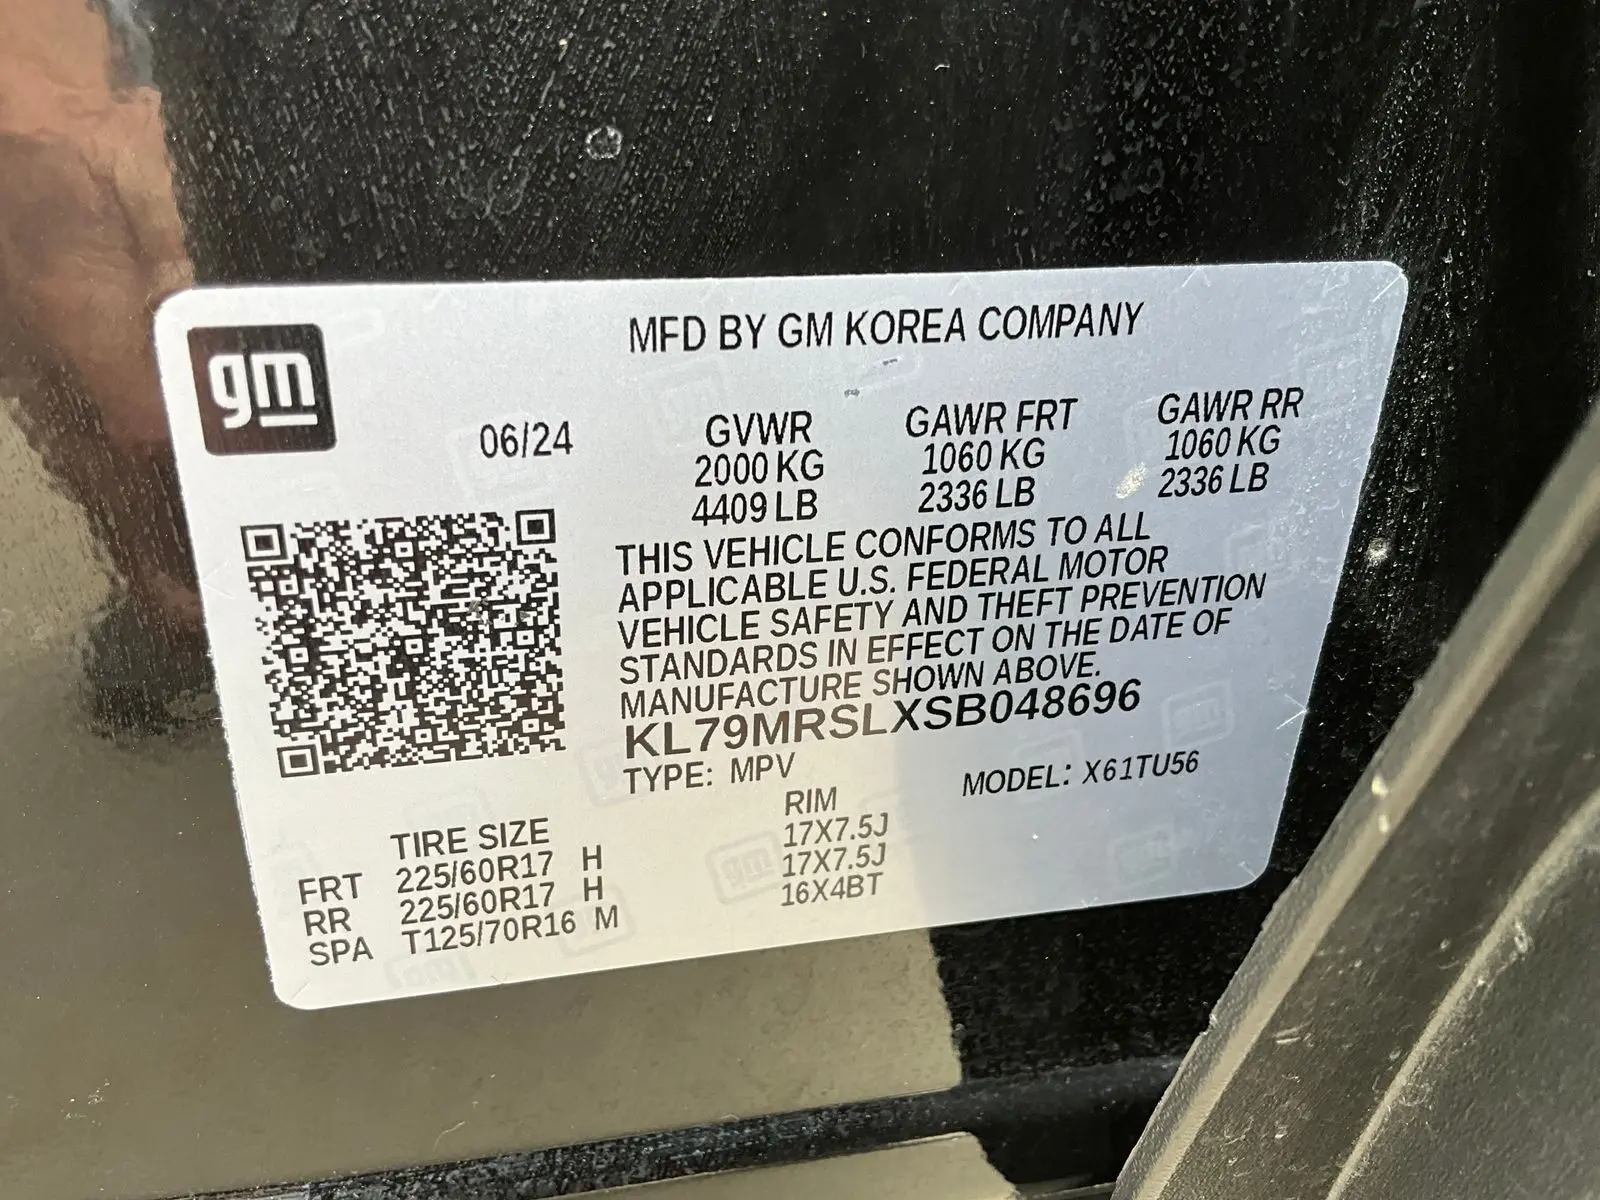 gm
MFD BY GM KOREA COMPANY
06/24 GVWR GAWR FRT GAWR RR
2000 KG 1060 KG 1060 KG
4409 LB 2336 LB 2336 LB
THIS VEHICLE CONFORMS TO ALL
APPLICABLE U.S. FEDERAL MOTOR
VEHICLE SAFETY AND THEFT PREVENTION
STANDARDS IN EFFECT ON THE DATE OF
MANUFACTURE SHOWN ABOVE.
KL79MRSLXSB048696
TYPE: MPV MODEL: X61TU56
TIRE SIZE RIM
FRT 225/60R17 H 17X7.5J
RR 225/60R17 H 17X7.5J
SPA T125/70R16 M 16X4BT